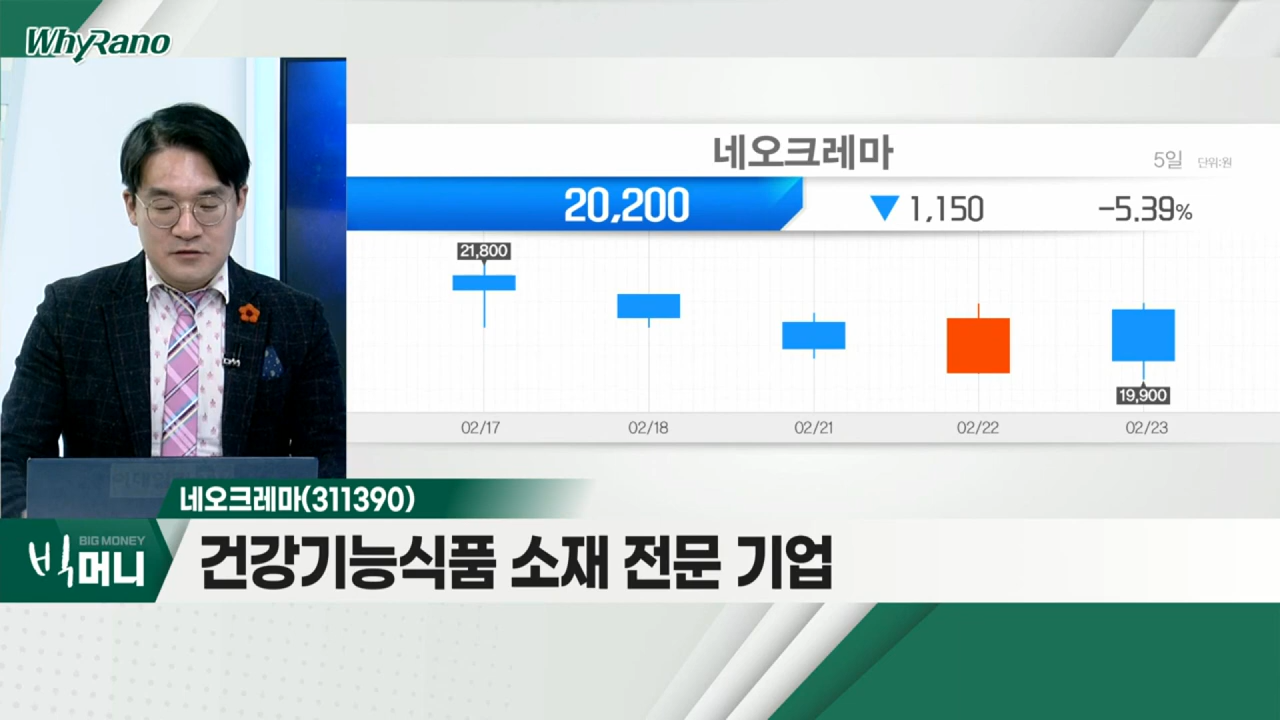 WhyRano
네오크레마
5일 단위:원
20,200 ▼ 1,150 -5.39%
21,800
19,900
02/17 02/18 02/21 02/22 02/23
네오크레마(311390)
BIG MONEY
빅머니
건강기능식품 소재 전문 기업